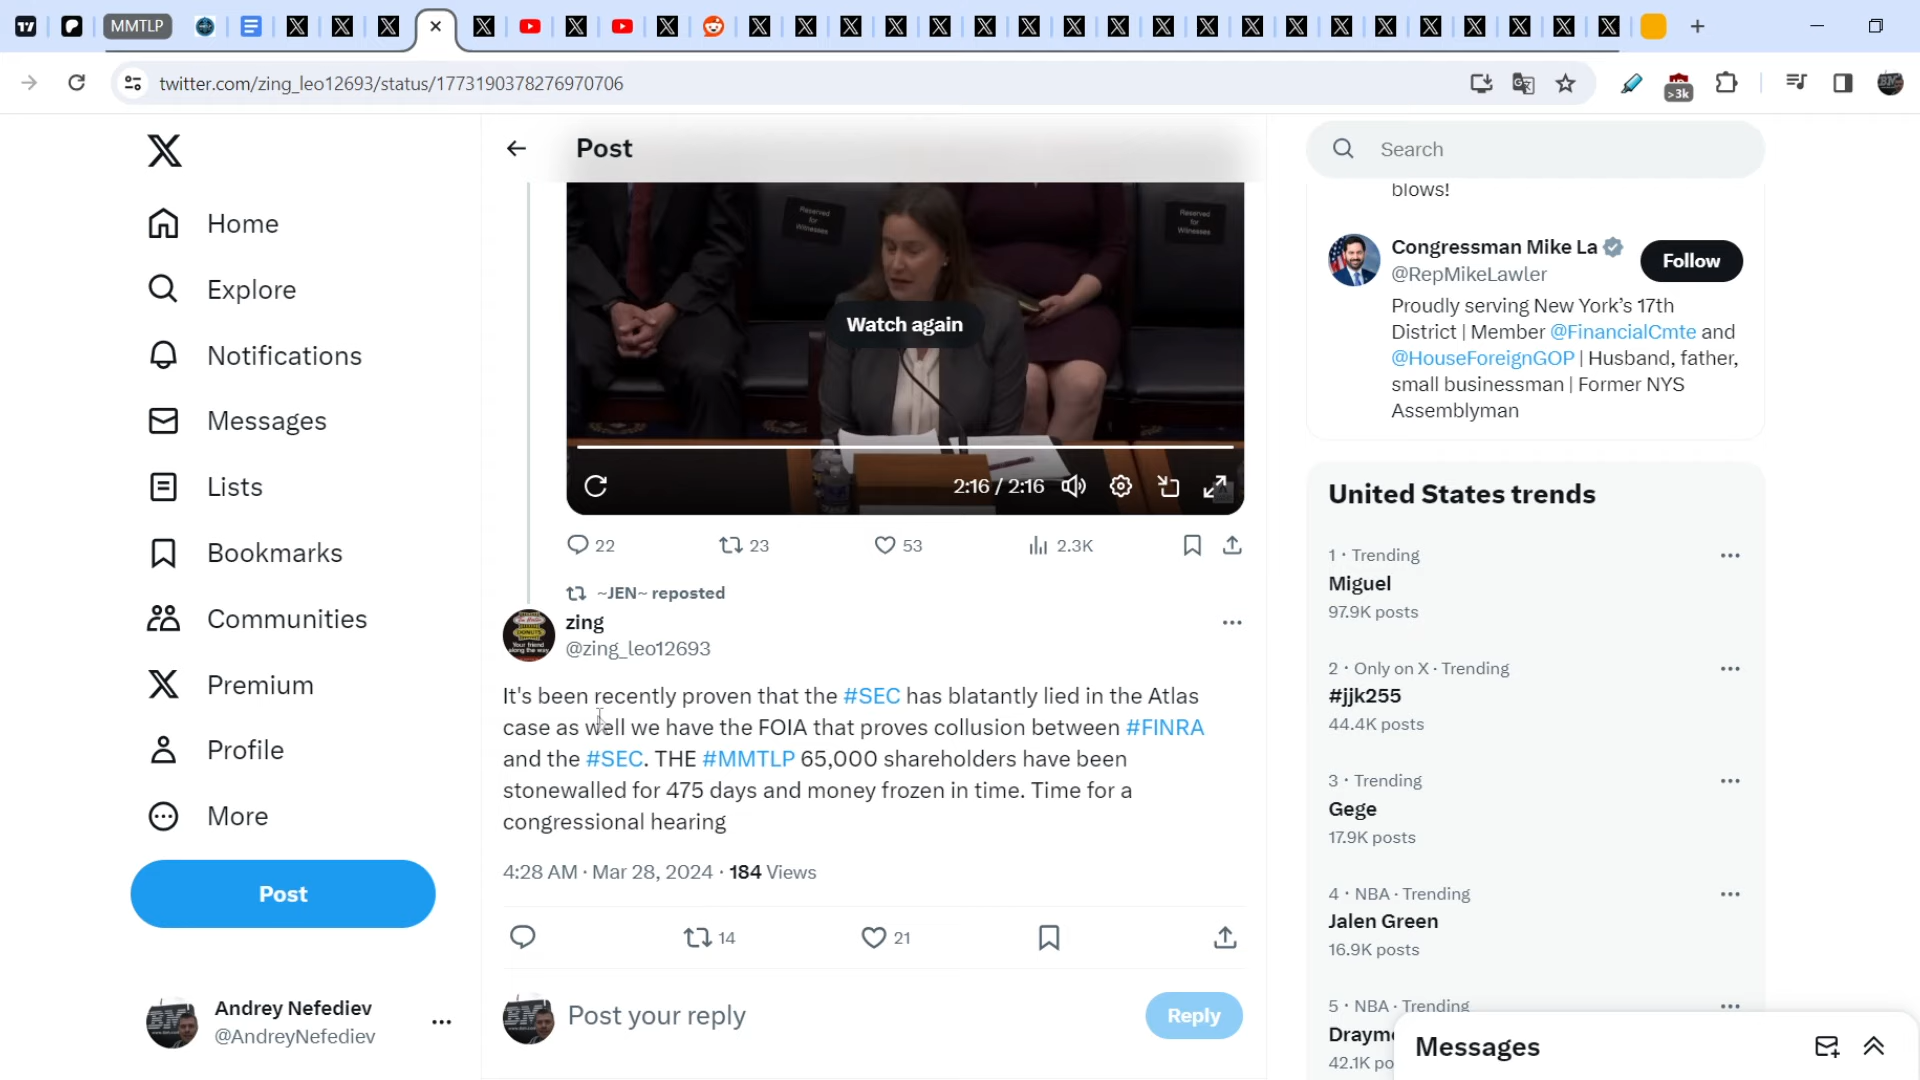 MMTLP
twitter.com/zing_leo12693/status/1773190378276970706
>3k
Home
Explore
Notifications
Messages
Lists
Bookmarks
Communities
Premium
Profile
More
Post
Andrey Nefediev
@AndreyNefediev
Post
Reserved
for
Witnesses
Reserved
for
Witnesses
Watch again
2:16 / 2:16
22
23
53
2.3K
~JEN~ reposted
zing
@zing_leo12693
It's been recently proven that the #SEC has blatantly lied in the Atlas
case as well we have the FOIA that proves collusion between #FINRA
and the #SEC. THE #MMTLP 65,000 shareholders have been
stonewalled for 475 days and money frozen in time. Time for a
congressional hearing
4:28 AM · Mar 28, 2024 · 184 Views
14
21
Post your reply
Reply
Search
blows!
Congressman Mike La
@RepMikeLawler
Follow
Proudly serving New York’s 17th
District | Member @FinancialCmte and
@HouseForeignGOP | Husband, father,
small businessman | Former NYS
Assemblyman
United States trends
1 · Trending
Miguel
97.9K posts
2 · Only on X · Trending
#jjk255
44.4K posts
3 · Trending
Gege
17.9K posts
4 · NBA · Trending
Jalen Green
16.9K posts
5 · NBA · Trending
Draym
42.1K po
Messages